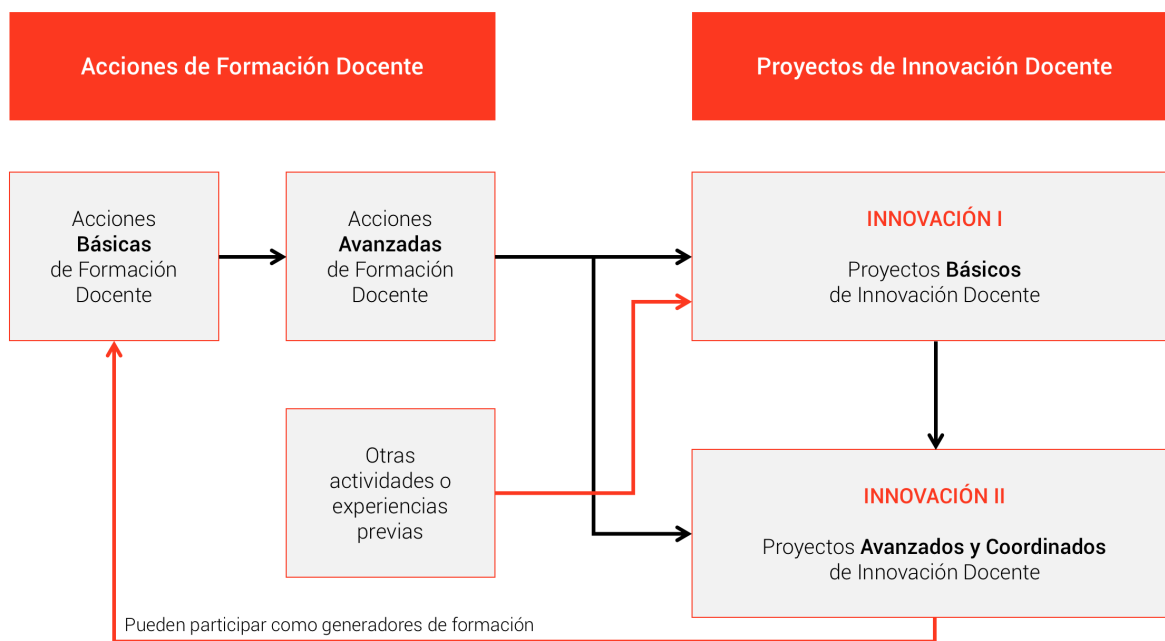 Acciones de Formación Docente
Proyectos de Innovación Docente
Acciones
Básicas
de Formación
Docente
Acciones
Avanzadas
de Formación
Docente
INNOVACIÓN I
Proyectos Básicos
de Innovación Docente
Otras
actividades o
experiencias
previas
INNOVACIÓN II
Proyectos Avanzados y Coordinados
de Innovación Docente
Pueden participar como generadores de formación